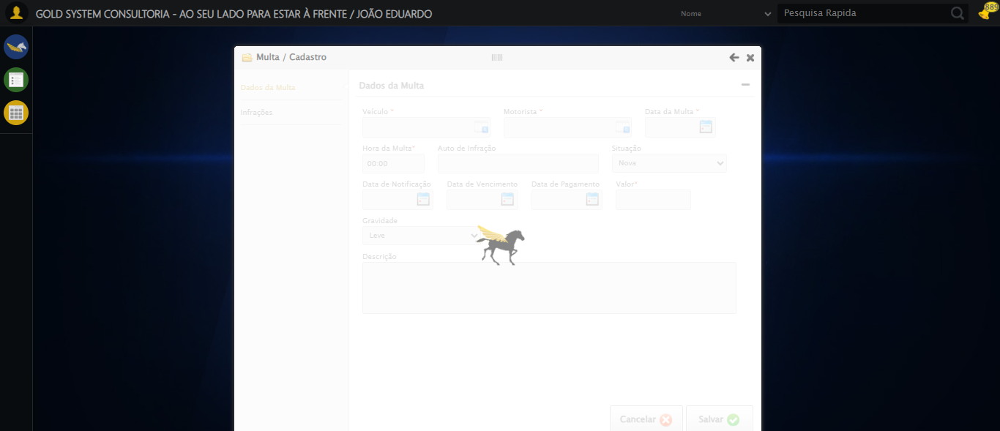 GOLD SYSTEM CONSULTORIA - AO SEU LADO PARA ESTAR À FRENTE / JOÃO EDUARDO
Nome
Pesquisa Rapida
889
Multa / Cadastro
Dados da Multa
Infrações
Dados da Multa
Veículo * Motorista * Data da Multa *
Hora da Multa* Auto de Infração Situação
00:00 Nova
Data de Notificação Data de Vencimento Data de Pagamento Valor*
Gravidade
Leve
Descrição
Cancelar Salvar